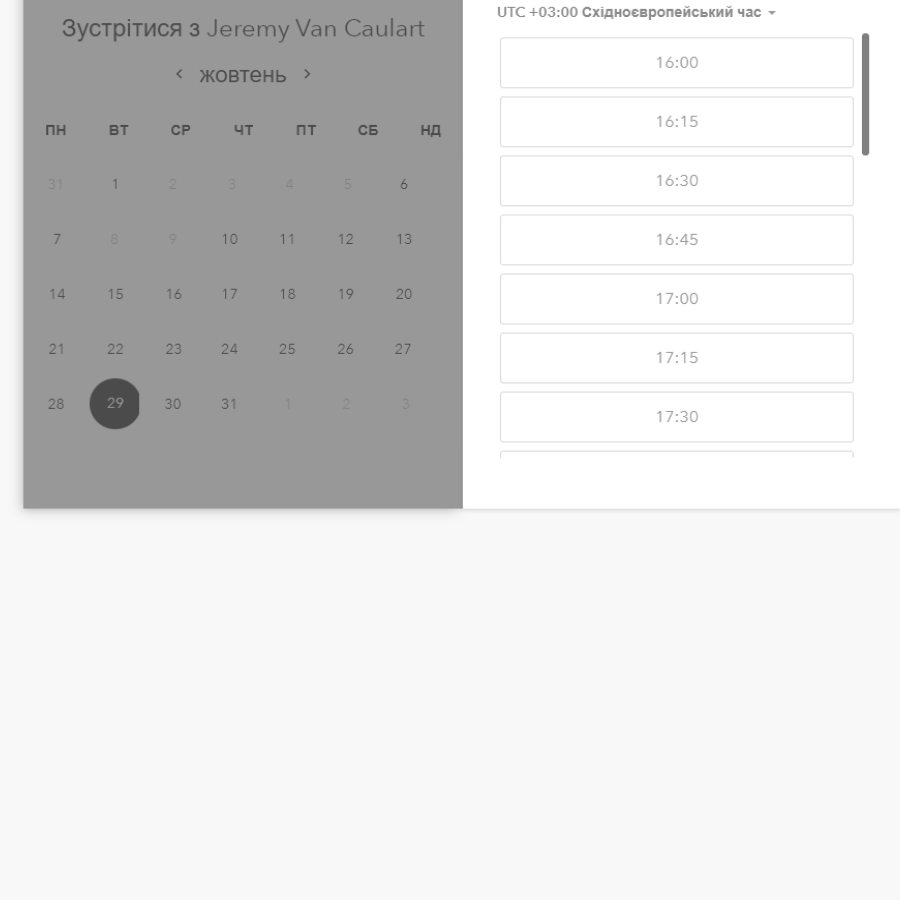 Зустрітися з Jeremy Van Caulart
жовтень
ПН ВТ СР ЧТ ПТ СБ НД
31 1 2 3 4 5 6
7 8 9 10 11 12 13
14 15 16 17 18 19 20
21 22 23 24 25 26 27
28 29 30 31 1 2 3
UTC +03:00 Східноєвропейський час
16:00
16:15
16:30
16:45
17:00
17:15
17:30